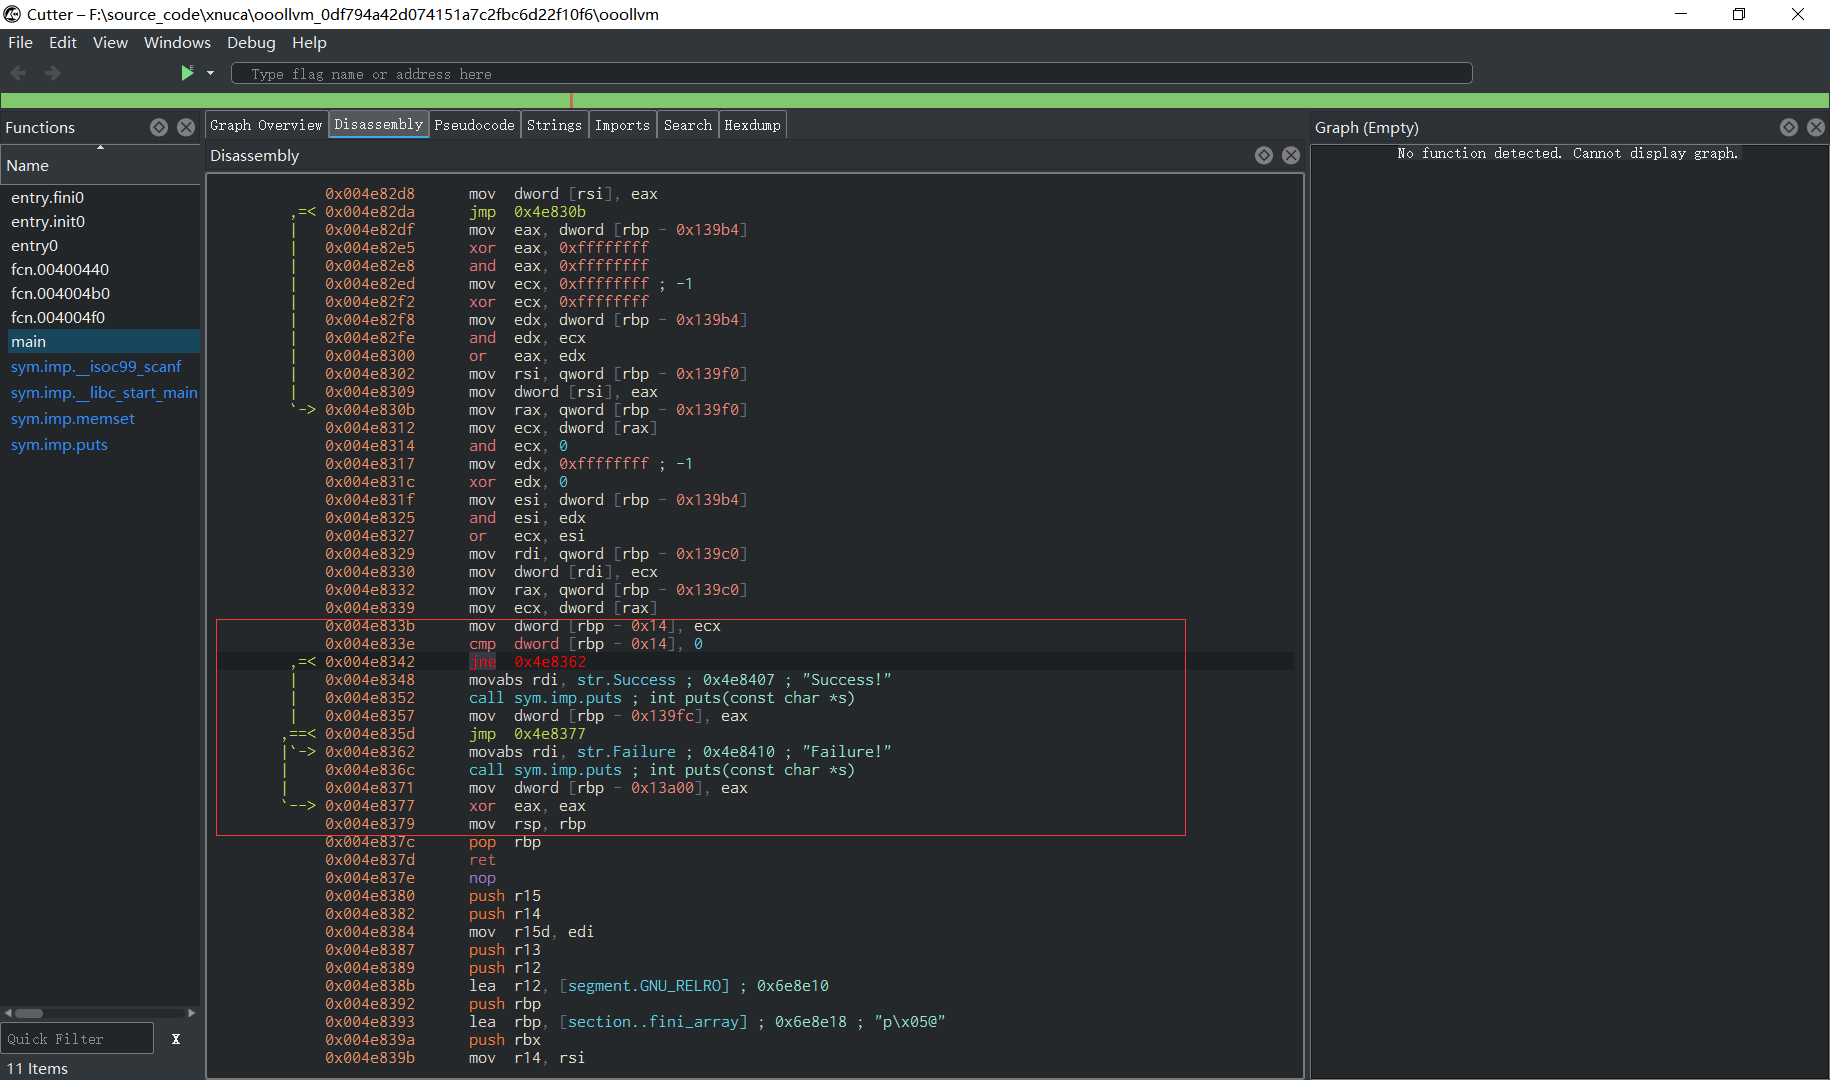 Cutter – F:\source_code\xnuca\ooollvm_0df794a42d074151a7c2fbc6d22f10f6\ooollvm
File Edit View Windows Debug Help
Type flag name or address here
Functions
Name
entry.fini0
entry.init0
entry0
fcn.00400440
fcn.004004b0
fcn.004004f0
main
sym.imp.__isoc99_scanf
sym.imp.__libc_start_main
sym.imp.memset
sym.imp.puts
Quick Filter X
11 Items
Graph Overview Disassembly Pseudocode Strings Imports Search Hexdump
Disassembly
0x004e82d8 mov dword [rsi], eax
,=< 0x004e82da jmp 0x4e830b
| 0x004e82df mov eax, dword [rbp - 0x139b4]
| 0x004e82e5 xor eax, 0xffffffff
| 0x004e82e8 and eax, 0xffffffff
| 0x004e82ed mov ecx, 0xffffffff ; -1
| 0x004e82f2 xor ecx, 0xffffffff
| 0x004e82f8 mov edx, dword [rbp - 0x139b4]
| 0x004e82fe and edx, ecx
| 0x004e8300 or eax, edx
| 0x004e8302 mov rsi, qword [rbp - 0x139f0]
| 0x004e8309 mov dword [rsi], eax
`-> 0x004e830b mov rax, qword [rbp - 0x139f0]
0x004e8312 mov ecx, dword [rax]
0x004e8314 and ecx, 0
0x004e8317 mov edx, 0xffffffff ; -1
0x004e831c xor edx, 0
0x004e831f mov esi, dword [rbp - 0x139b4]
0x004e8325 and esi, edx
0x004e8327 or ecx, esi
0x004e8329 mov rdi, qword [rbp - 0x139c0]
0x004e8330 mov dword [rdi], ecx
0x004e8332 mov rax, qword [rbp - 0x139c0]
0x004e8339 mov ecx, dword [rax]
0x004e833b mov dword [rbp - 0x14], ecx
0x004e833e cmp dword [rbp - 0x14], 0
,=< 0x004e8342 jne 0x4e8362
| 0x004e8348 movabs rdi, str.Success ; 0x4e8407 ; "Success!"
| 0x004e8352 call sym.imp.puts ; int puts(const char *s)
| 0x004e8357 mov dword [rbp - 0x139fc], eax
,==< 0x004e835d jmp 0x4e8377
|`-> 0x004e8362 movabs rdi, str.Failure ; 0x4e8410 ; "Failure!"
| 0x004e836c call sym.imp.puts ; int puts(const char *s)
| 0x004e8371 mov dword [rbp - 0x13a00], eax
`--> 0x004e8377 xor eax, eax
0x004e8379 mov rsp, rbp
0x004e837c pop rbp
0x004e837d ret
0x004e837e nop
0x004e8380 push r15
0x004e8382 push r14
0x004e8384 mov r15d, edi
0x004e8387 push r13
0x004e8389 push r12
0x004e838b lea r12, [segment.GNU_RELRO] ; 0x6e8e10
0x004e8392 push rbp
0x004e8393 lea rbp, [section..fini_array] ; 0x6e8e18 ; "p\x05@"
0x004e839a push rbx
0x004e839b mov r14, rsi
Graph (Empty)
No function detected. Cannot display graph.